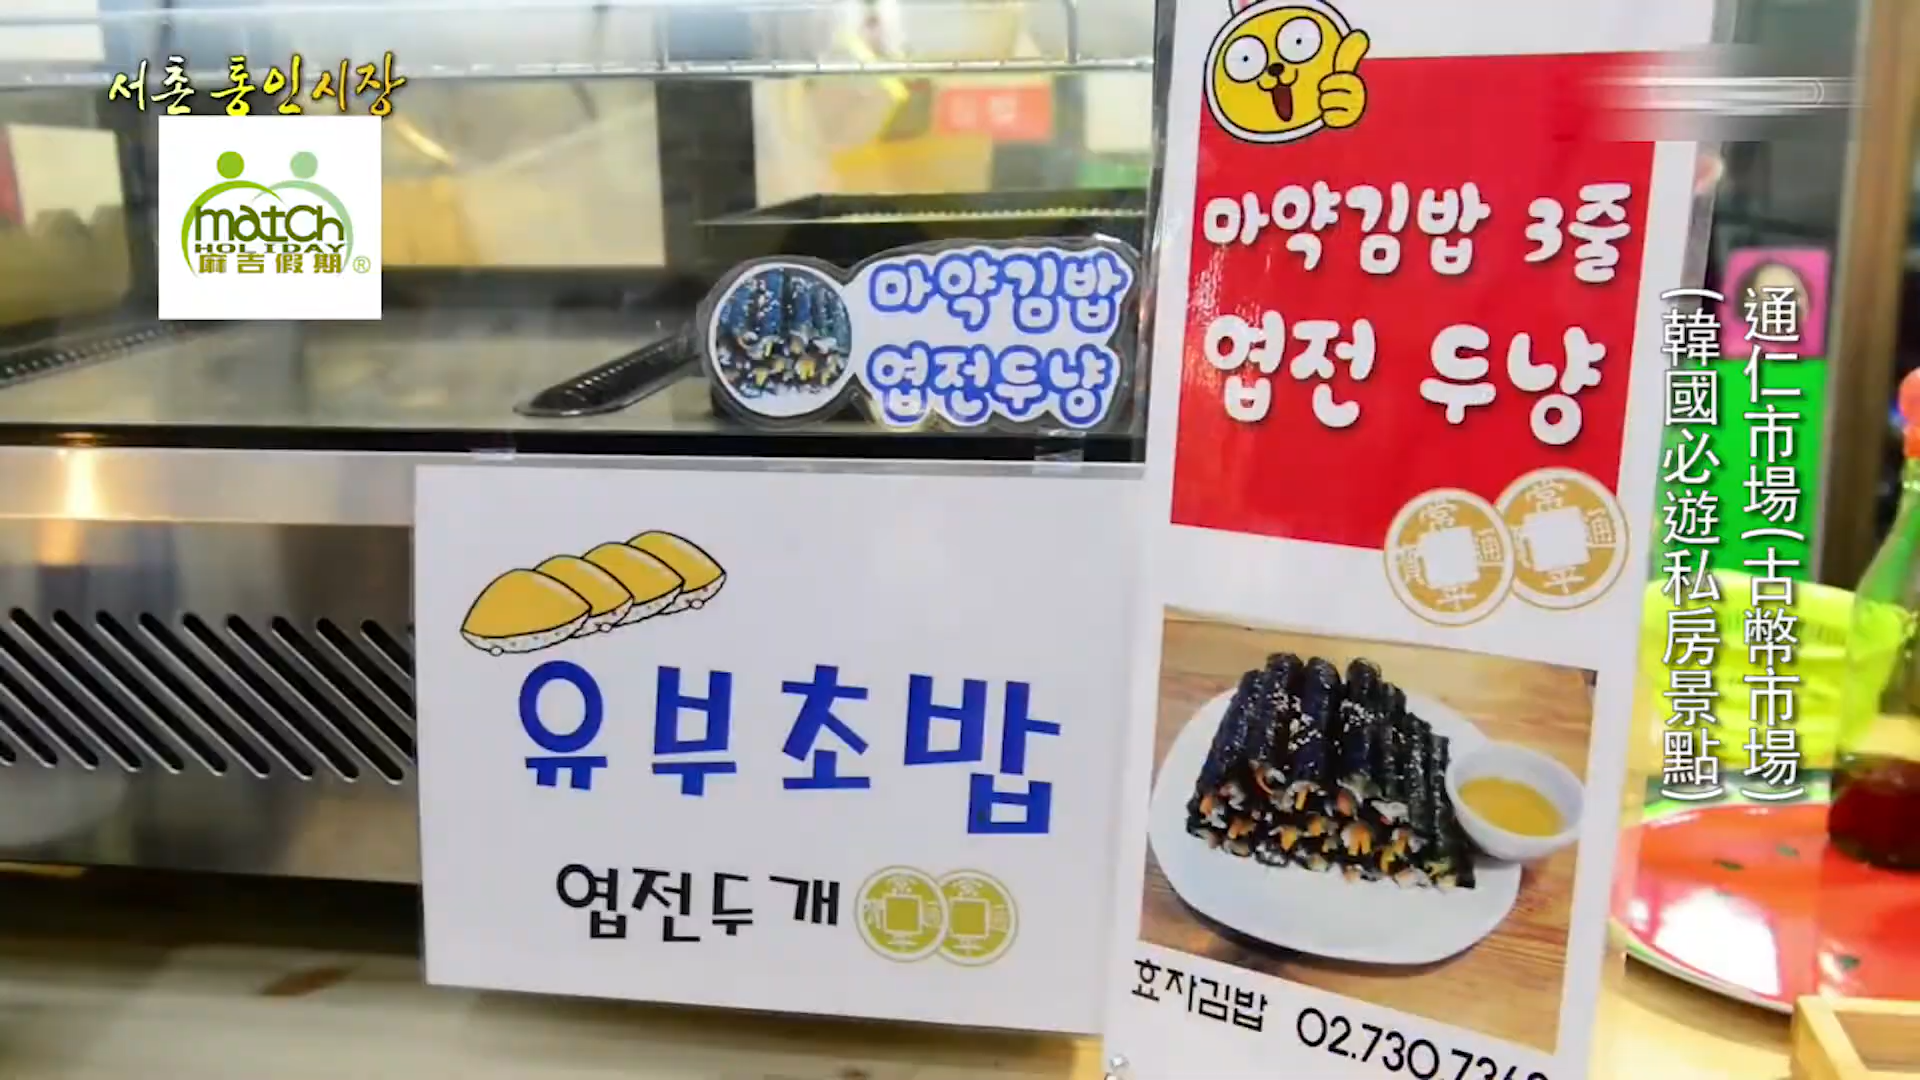 서촌 통인시장
match
HOLIDAY
麻吉假期®
마약김밥
엽전두냥
마약김밥 3줄
엽전 두냥
유부초밥
엽전두개
효자김밥 02.730.
通仁市場(古幣市場)
(韓國必遊私房景點)